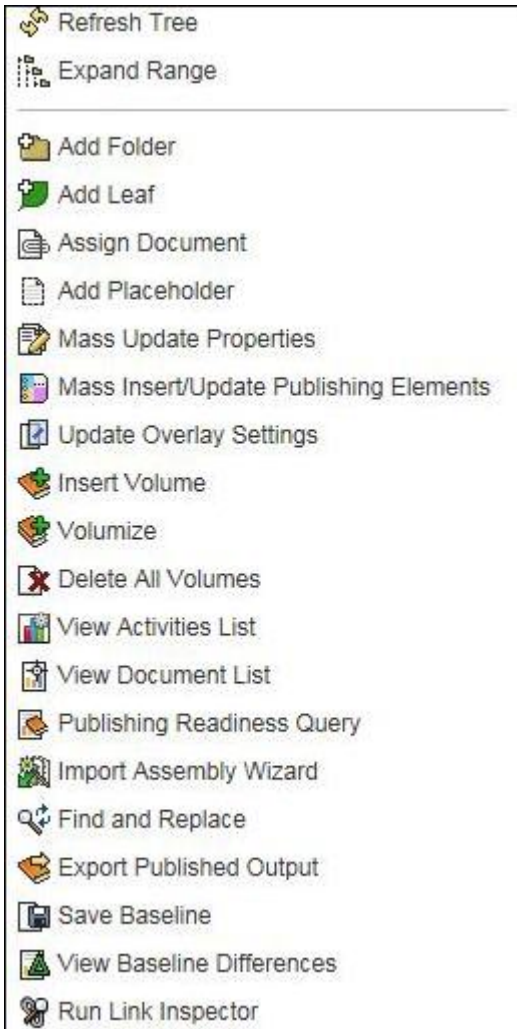 Refresh Tree
Expand Range
Add Folder
Add Leaf
Assign Document
Add Placeholder
Mass Update Properties
Mass Insert/Update Publishing Elements
Update Overlay Settings
Insert Volume
Volumize
Delete All Volumes
View Activities List
View Document List
Publishing Readiness Query
Import Assembly Wizard
Find and Replace
Export Published Output
Save Baseline
View Baseline Differences
Run Link Inspector